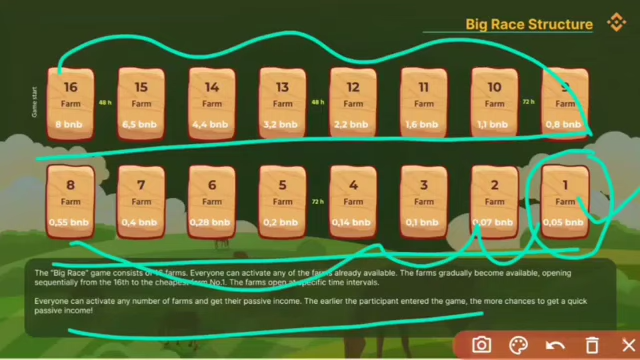 Big Race Structure
Game start
16 15 14 13 12 11 10 9
Farm Farm Farm Farm Farm Farm Farm Farm
48 h 48 h 72 h
8 bnb 6,5 bnb 4,4 bnb 3,2 bnb 2,2 bnb 1,6 bnb 1,1 bnb 0,8 bnb
8 7 6 5 4 3 2 1
Farm Farm Farm Farm Farm Farm Farm Farm
72 h
0,55 bnb 0,4 bnb 0,28 bnb 0,2 bnb 0,14 bnb 0,1 bnb 0,07 bnb 0,05 bnb
The "Big Race" game consists of 16 farms. Everyone can activate any of the farms already available. The farms gradually become available, opening
sequentially from the 16th to the cheapest farm No.1. The farms open at specific time intervals.
Everyone can activate any number of farms and get their passive income. The earlier the participant entered the game, the more chances to get a quick
passive income!